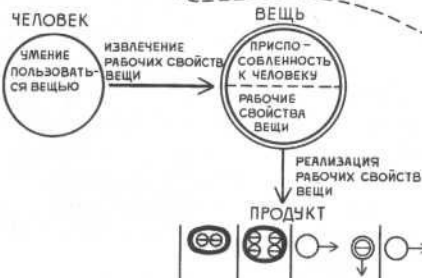 ЧЕЛОВЕК
УМЕНИЕ
ПОЛЬЗОВАТЬ-
СЯ ВЕЩЬЮ
ИЗВЛЕЧЕНИЕ
РАБОЧИХ СВОЙСТВ
ВЕЩИ
ВЕЩЬ
ПРИСПО-
СОБЛЕННОСТЬ
К ЧЕЛОВЕКУ
РАБОЧИЕ
СВОЙСТВА
ВЕЩИ
РЕАЛИЗАЦИЯ
РАБОЧИХ СВОЙСТВ
ВЕЩИ
ПРОДУКТ